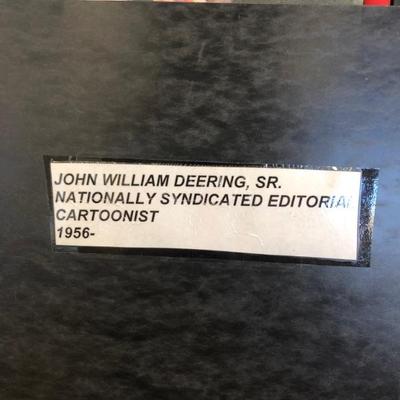 JOHN WILLIAM DEERING, SR.
NATIONALLY SYNDICATED EDITORIAL
CARTOONIST
1956-